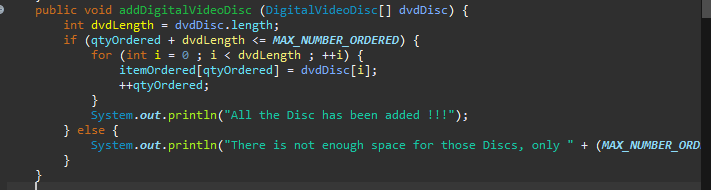 public void addDigitalVideoDisc (DigitalVideoDisc[] dvdDisc) {
int dvdLength = dvdDisc.length;
if (qtyOrdered + dvdLength <= MAX_NUMBER_ORDERED) {
for (int i = 0 ; i < dvdLength ; ++i) {
itemOrdered[qtyOrdered] = dvdDisc[i];
++qtyOrdered;
}
System.out.println("All the Disc has been added !!!");
} else {
System.out.println("There is not enough space for those Discs, only " + (MAX_NUMBER_ORD
}
}